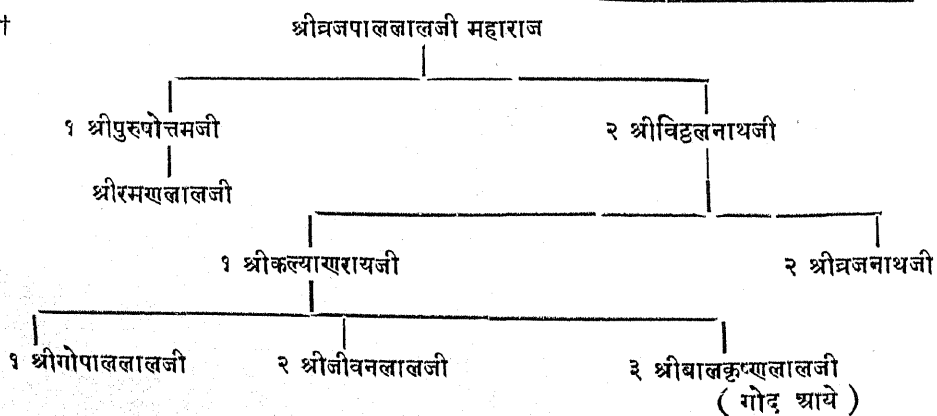 †
श्रीव्रजपाललालजी महाराज
१ श्रीपुरुषोत्तमजी २ श्रीविट्ठलनाथजी
श्रीरमणलालजी
१ श्रीकल्याणरायजी २ श्रीव्रजनाथजी
१ श्रीगोपाललालजी २ श्रीजीवनलालजी ३ श्रीबालकृष्णलालजी
( गोद आये )